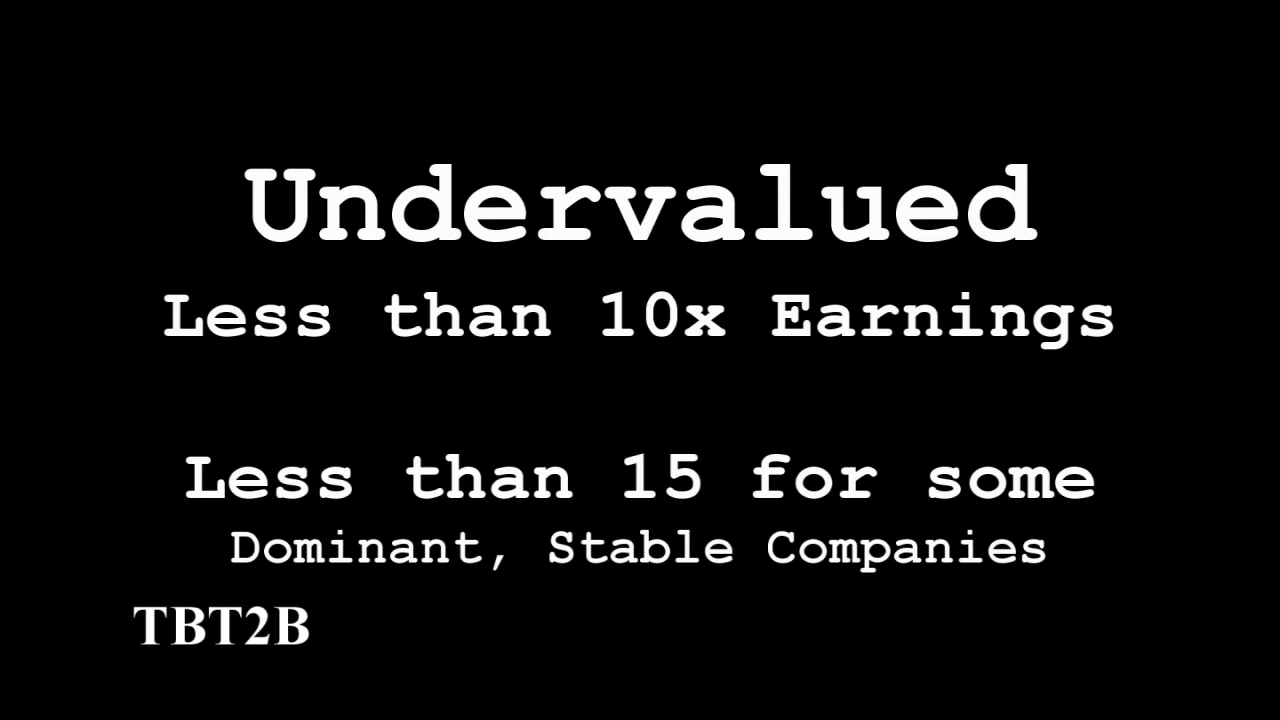 Undervalued
Less than 10x Earnings
Less than 15 for some
Dominant, Stable Companies
TBT2B